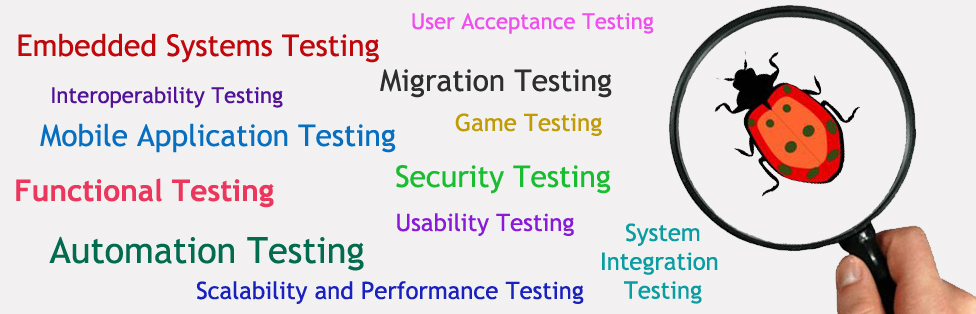 User Acceptance Testing
Embedded Systems Testing
Migration Testing
Interoperability Testing
Game Testing
Mobile Application Testing
Security Testing
Functional Testing
Usability Testing
Automation Testing
System
Integration
Testing
Scalability and Performance Testing